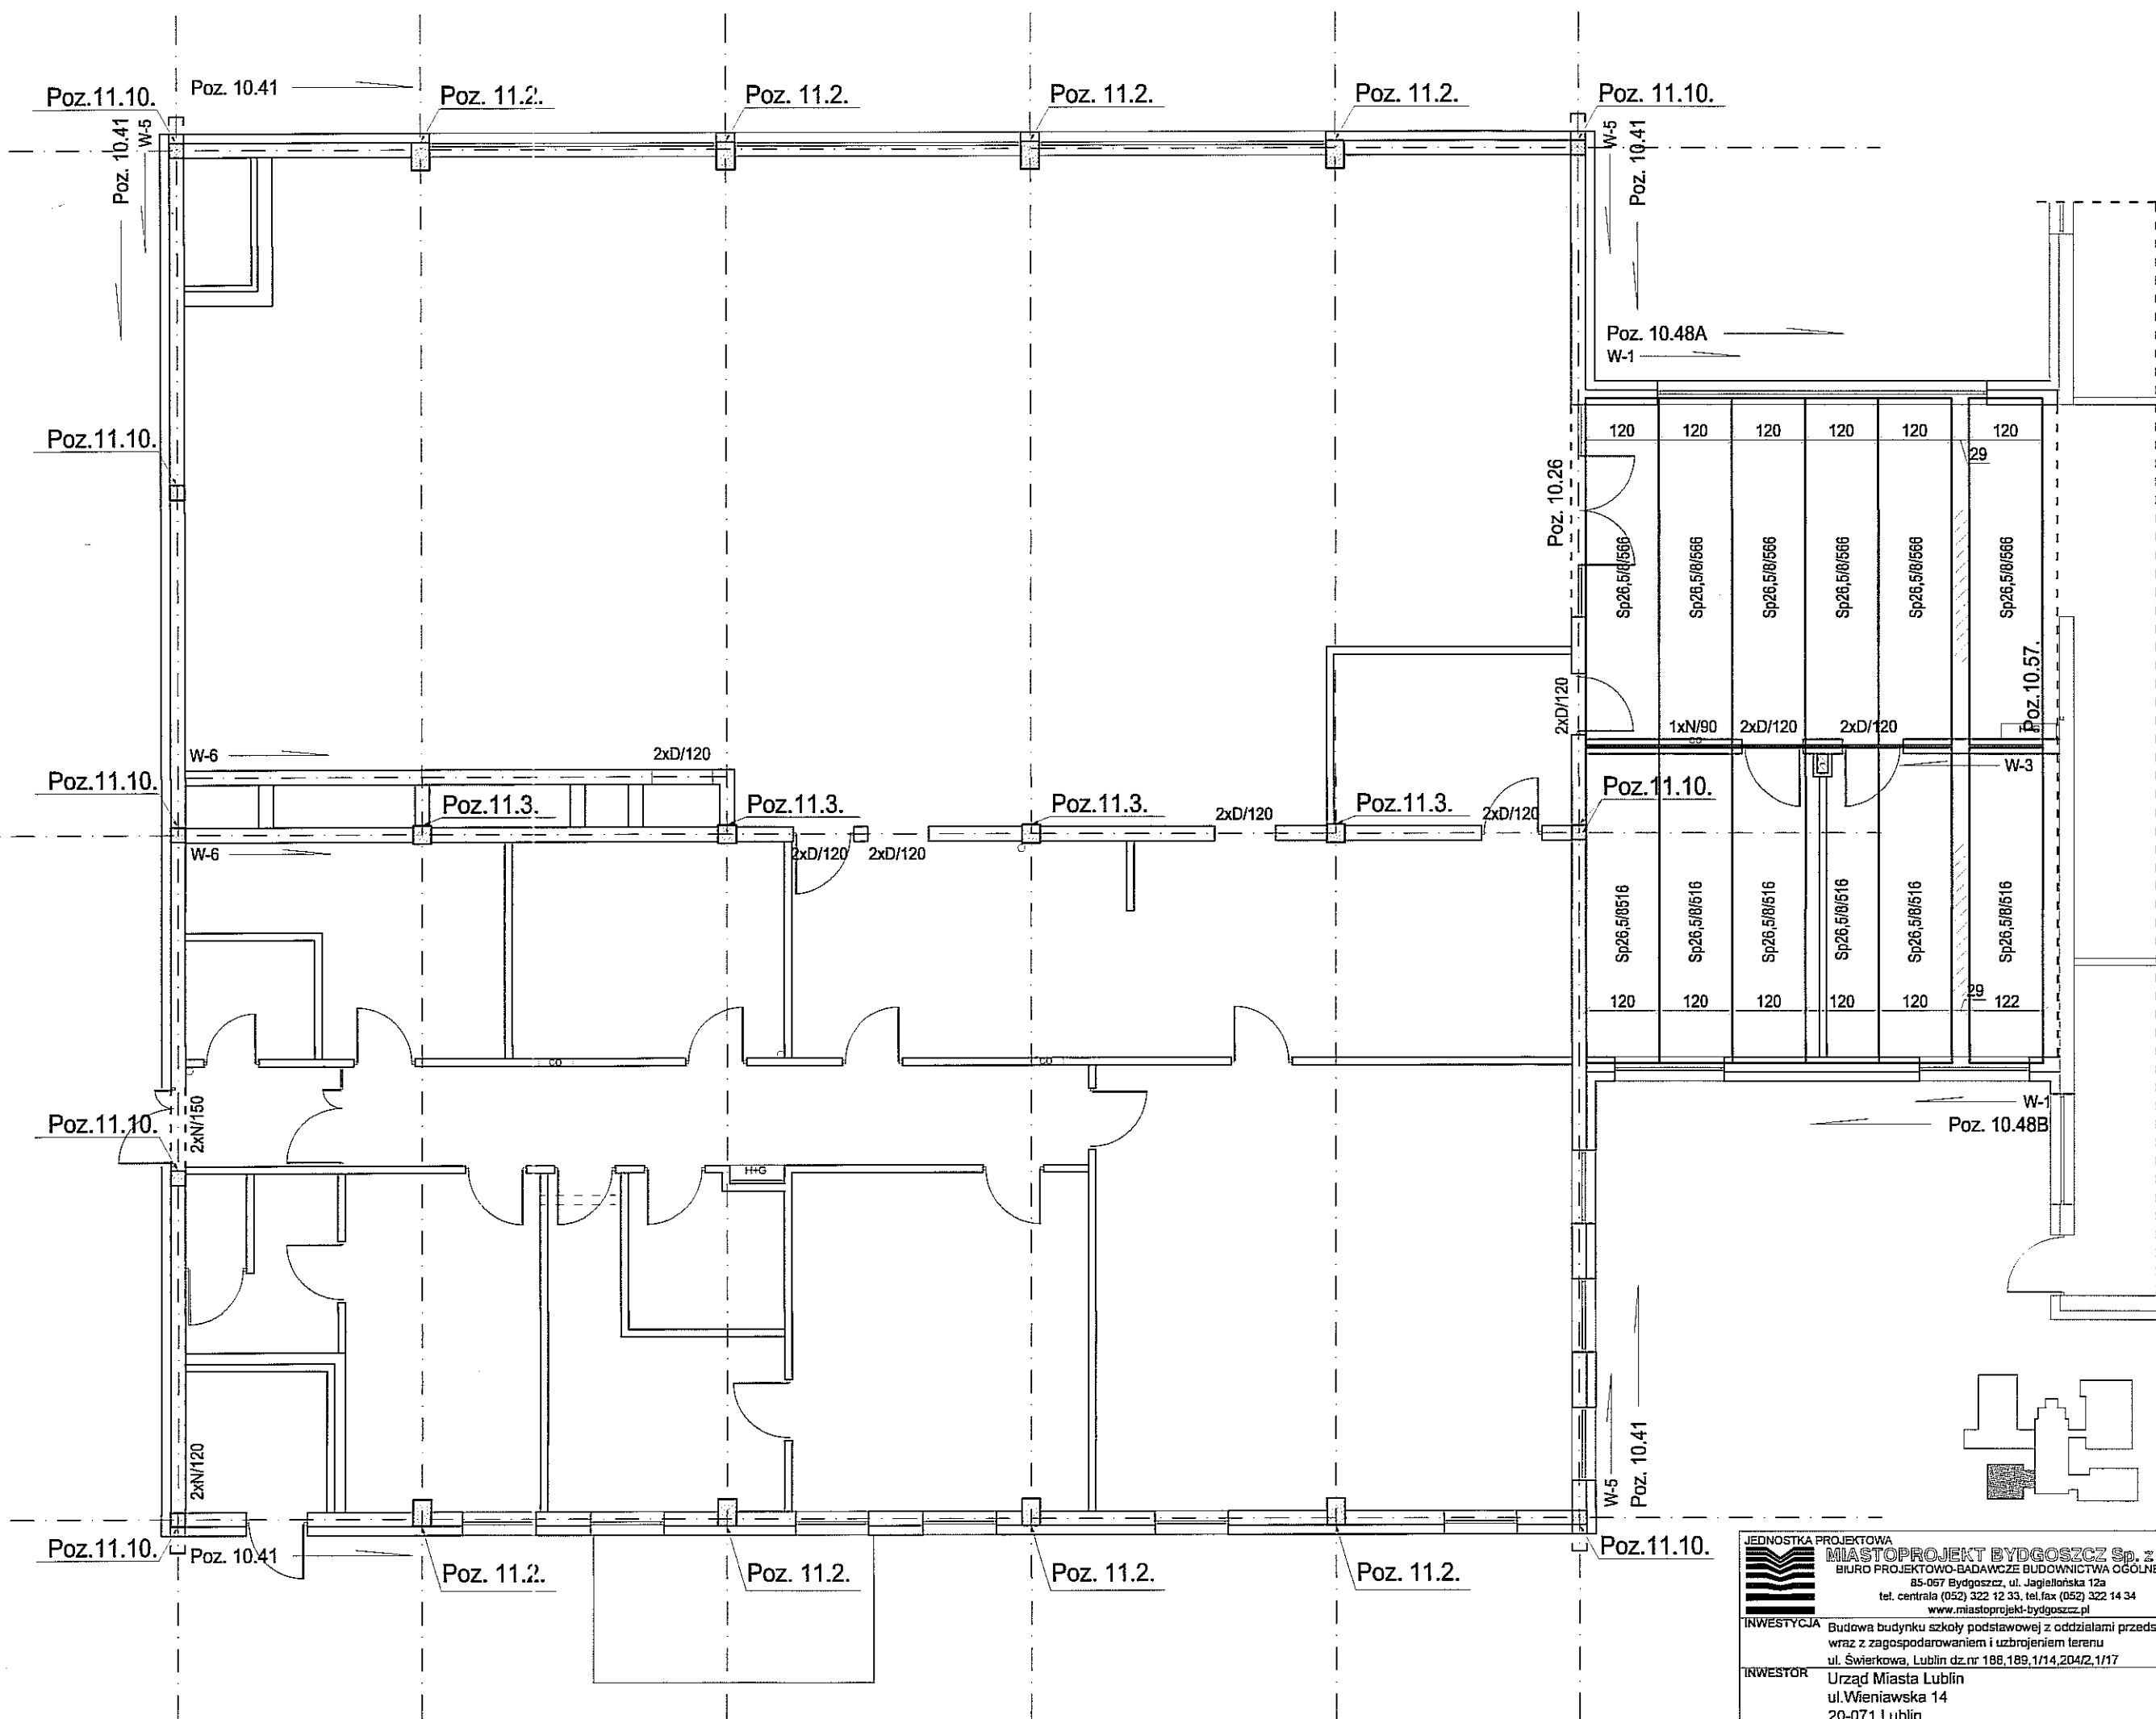 Poz. 10.41
Poz.11.10.
Poz. 11.2.
Poz. 11.2.
Poz. 11.2.
Poz. 11.2.
Poz. 11.10.
Poz. 10.41
W-5
W-5
Poz. 10.41
Poz. 10.48A
W-1
Poz.11.10.
120
120
120
120
120
120
29
Poz. 10.26
Sp26,5/8/566
Sp26,5/8/566
Sp26,5/8/566
Sp26,5/8/566
Sp26,5/8/566
Sp26,5/8/566
Poz.10.57.
2xD/120
1xN/90
2xD/120
2xD/120
CO
W-3
W-6
2xD/120
Poz.11.10.
Poz.11.3.
Poz.11.3.
Poz.11.3.
2xD/120
Poz.11.3.
2xD/120
Poz.11.10.
W-6
2xD/120
2xD/120
Sp26,5/8516
Sp26,5/8/516
Sp26,5/8/516
Sp26,5/8/516
Sp26,5/8/516
Sp26,5/8/516
120
120
120
120
120
29
122
CO
CO
2xN/150
Poz.11.10.
W-1
Poz. 10.48B
H+G
2xN/120
W-5
Poz. 10.41
Poz.11.10.
Poz. 10.41
Poz. 11.2.
Poz. 11.2.
Poz. 11.2.
Poz. 11.2.
Poz.11.10.
JEDNOSTKA PROJEKTOWA
MIASTOPROJEKT BYDGOSZCZ Sp. z
BIURO PROJEKTOWO-BADAWCZE BUDOWNICTWA OGÓLNE
85-067 Bydgoszcz, ul. Jagiellońska 12a
tel. centrala (052) 322 12 33, tel.fax (052) 322 14 34
www.miastoprojekt-bydgoszcz.pl
INWESTYCJA Budowa budynku szkoły podstawowej z oddziałami przeds
wraz z zagospodarowaniem i uzbrojeniem terenu
ul. Świerkowa, Lublin dz.nr 188,189,1/14,204/2,1/17
INWESTOR Urząd Miasta Lublin
ul.Wieniawska 14
20-071 Lublin